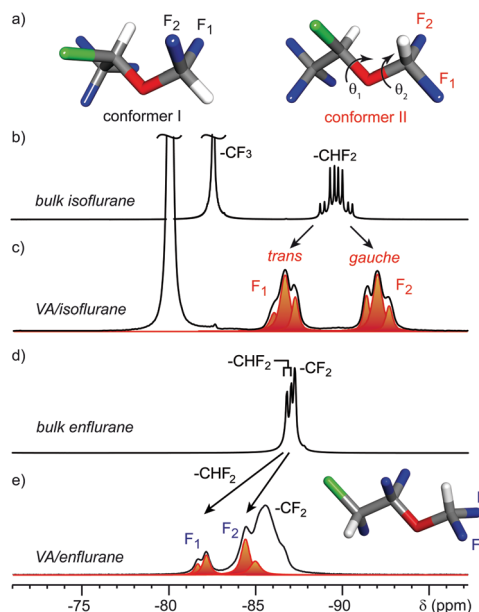 a)
F2 F1
F2
F1
θ1 θ2
conformer I
conformer II
b)
-CF3
-CHF2
bulk isoflurane
c)
trans gauche
F1
F2
VA/isoflurane
d)
-CHF2
-CF2
bulk enflurane
-CHF2
e)
-CF2
F1
F2
VA/enflurane
F
F
-75 -80 -85 -90 -95 δ (ppm)